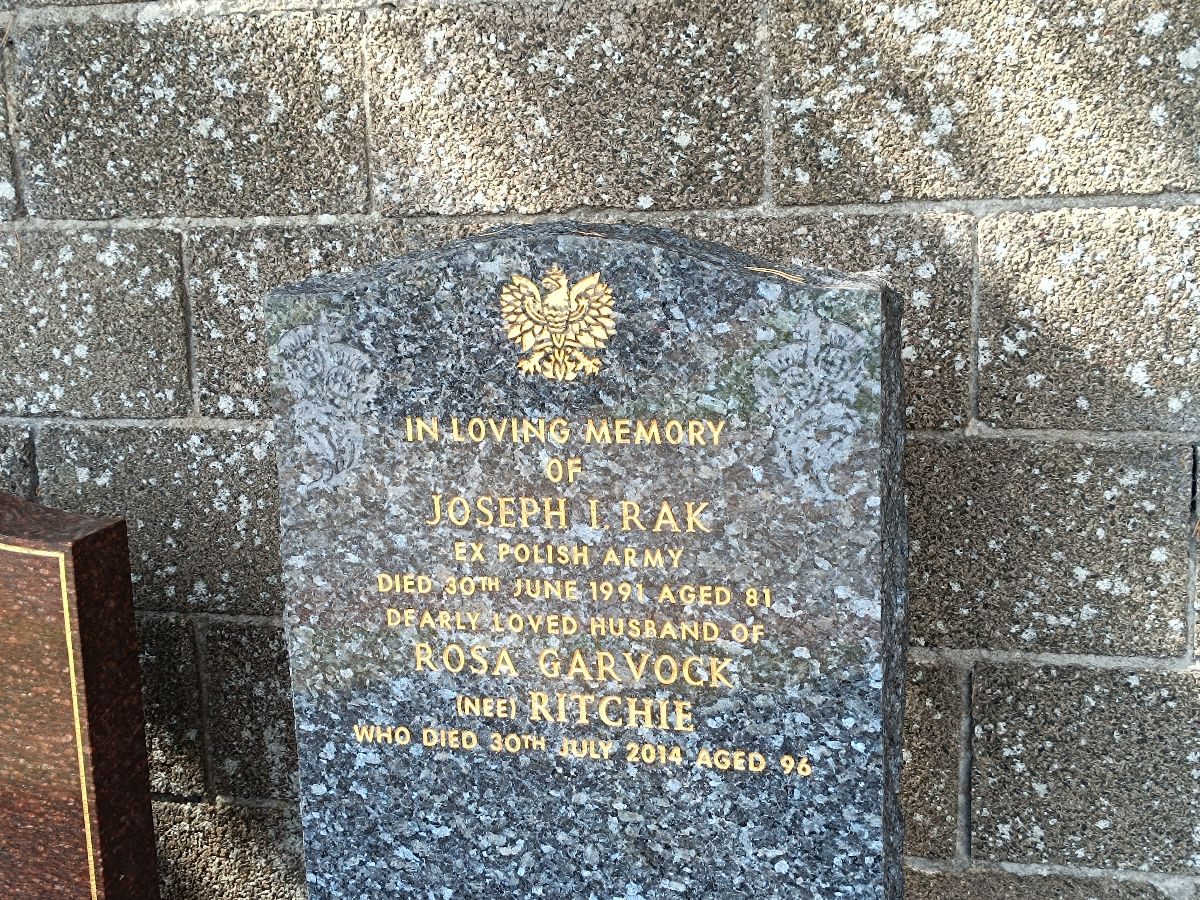 IN LOVING MEMORY
OF
JOSEPH I. RAK
EX POLISH ARMY
DIED 30TH JUNE 1991 AGED 81
DEARLY LOVED HUSBAND OF
ROSA GARVOCK
(NEE) RITCHIE
WHO DIED 30TH JULY 2014 AGED 96